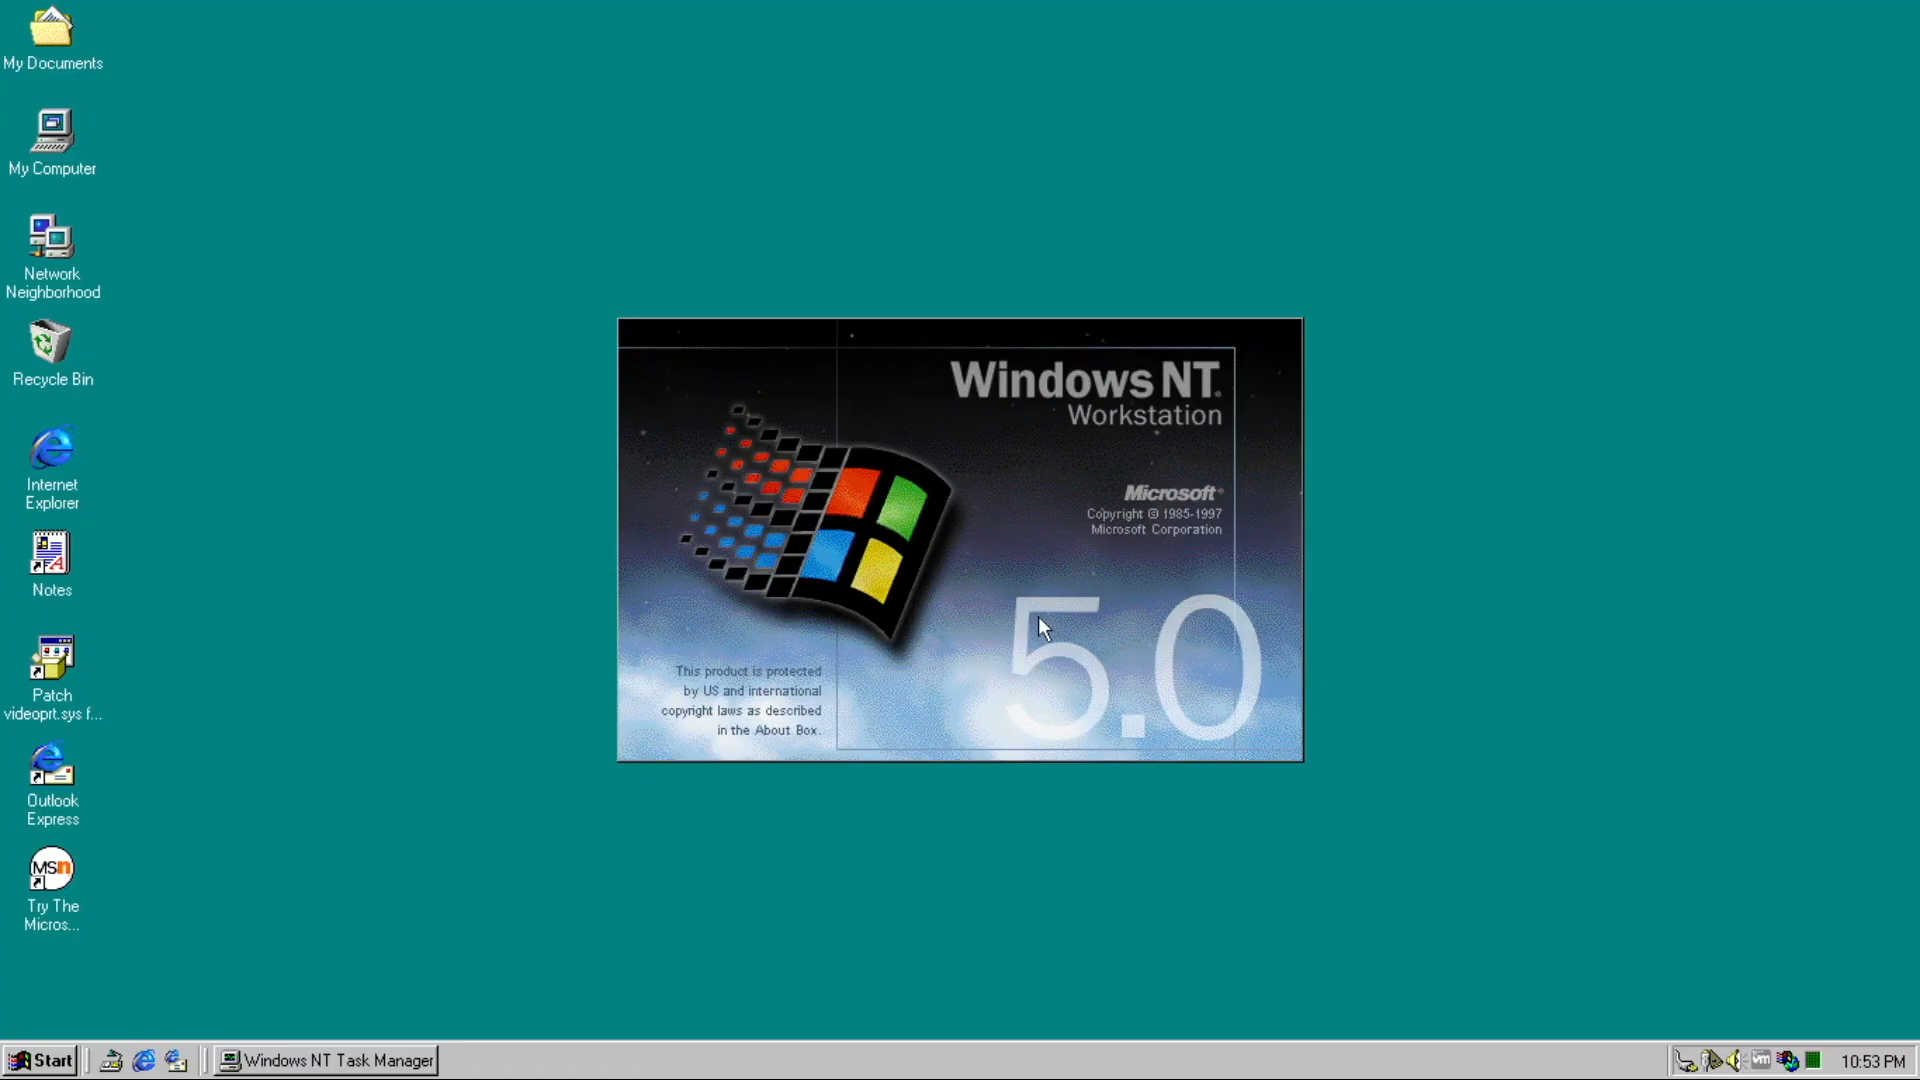 My Documents
My Computer
Network
Neighborhood
Recycle Bin
Internet
Explorer
Notes
Patch
videoprt.sys f...
Outlook
Express
MSn
Try The
Micros...
Windows NT®
Workstation
Microsoft®
Copyright © 1985-1997
Microsoft Corporation
5.0
This product is protected
by US and international
copyright laws as described
in the About Box.
Start
Windows NT Task Manager
vm
10:53 PM